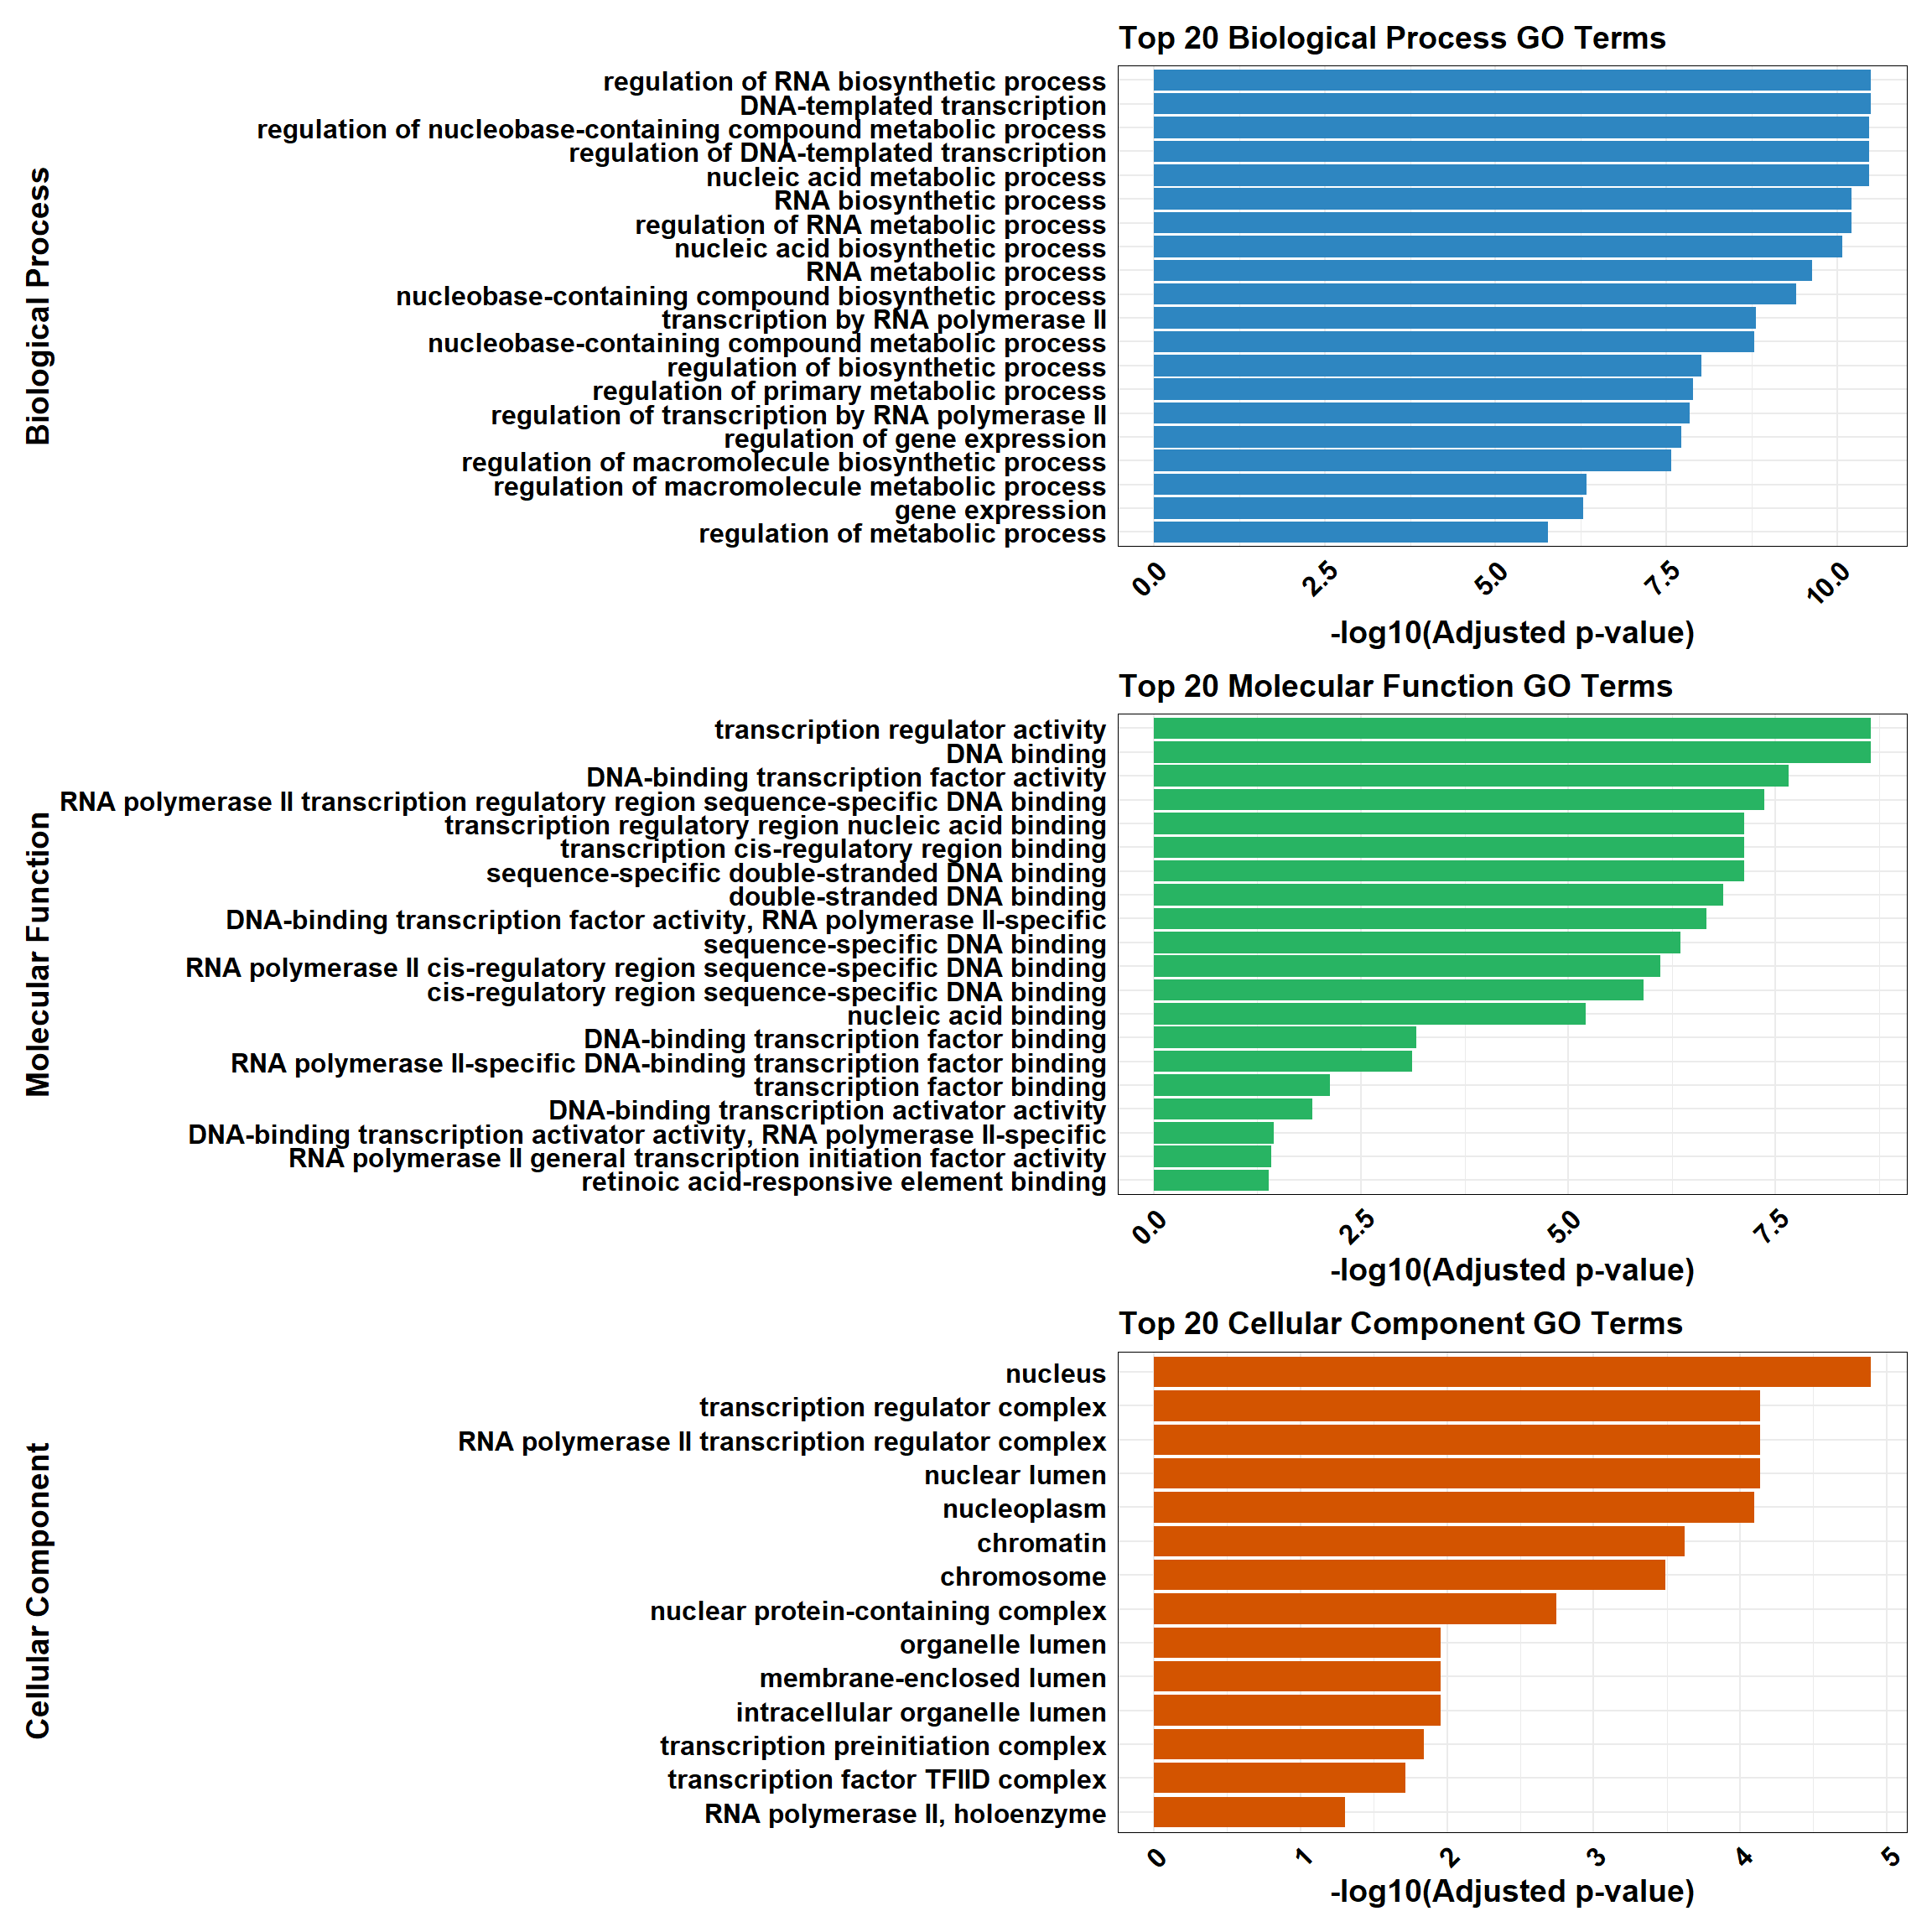 Top 20 Biological Process GO Terms
Biological Process
regulation of RNA biosynthetic process
DNA-templated transcription
regulation of nucleobase-containing compound metabolic process
regulation of DNA-templated transcription
nucleic acid metabolic process
RNA biosynthetic process
regulation of RNA metabolic process
nucleic acid biosynthetic process
RNA metabolic process
nucleobase-containing compound biosynthetic process
transcription by RNA polymerase II
nucleobase-containing compound metabolic process
regulation of biosynthetic process
regulation of primary metabolic process
regulation of transcription by RNA polymerase II
regulation of gene expression
regulation of macromolecule biosynthetic process
regulation of macromolecule metabolic process
gene expression
regulation of metabolic process
0.0 2.5 5.0 7.5 10.0
-log10(Adjusted p-value)
Top 20 Molecular Function GO Terms
Molecular Function
transcription regulator activity
DNA binding
DNA-binding transcription factor activity
RNA polymerase II transcription regulatory region sequence-specific DNA binding
transcription regulatory region nucleic acid binding
transcription cis-regulatory region binding
sequence-specific double-stranded DNA binding
double-stranded DNA binding
DNA-binding transcription factor activity, RNA polymerase II-specific
sequence-specific DNA binding
RNA polymerase II cis-regulatory region sequence-specific DNA binding
cis-regulatory region sequence-specific DNA binding
nucleic acid binding
DNA-binding transcription factor binding
RNA polymerase II-specific DNA-binding transcription factor binding
transcription factor binding
DNA-binding transcription activator activity
DNA-binding transcription activator activity, RNA polymerase II-specific
RNA polymerase II general transcription initiation factor activity
retinoic acid-responsive element binding
0.0 2.5 5.0 7.5
-log10(Adjusted p-value)
Top 20 Cellular Component GO Terms
Cellular Component
nucleus
transcription regulator complex
RNA polymerase II transcription regulator complex
nuclear lumen
nucleoplasm
chromatin
chromosome
nuclear protein-containing complex
organelle lumen
membrane-enclosed lumen
intracellular organelle lumen
transcription preinitiation complex
transcription factor TFIID complex
RNA polymerase II, holoenzyme
0 1 2 3 4 5
-log10(Adjusted p-value)